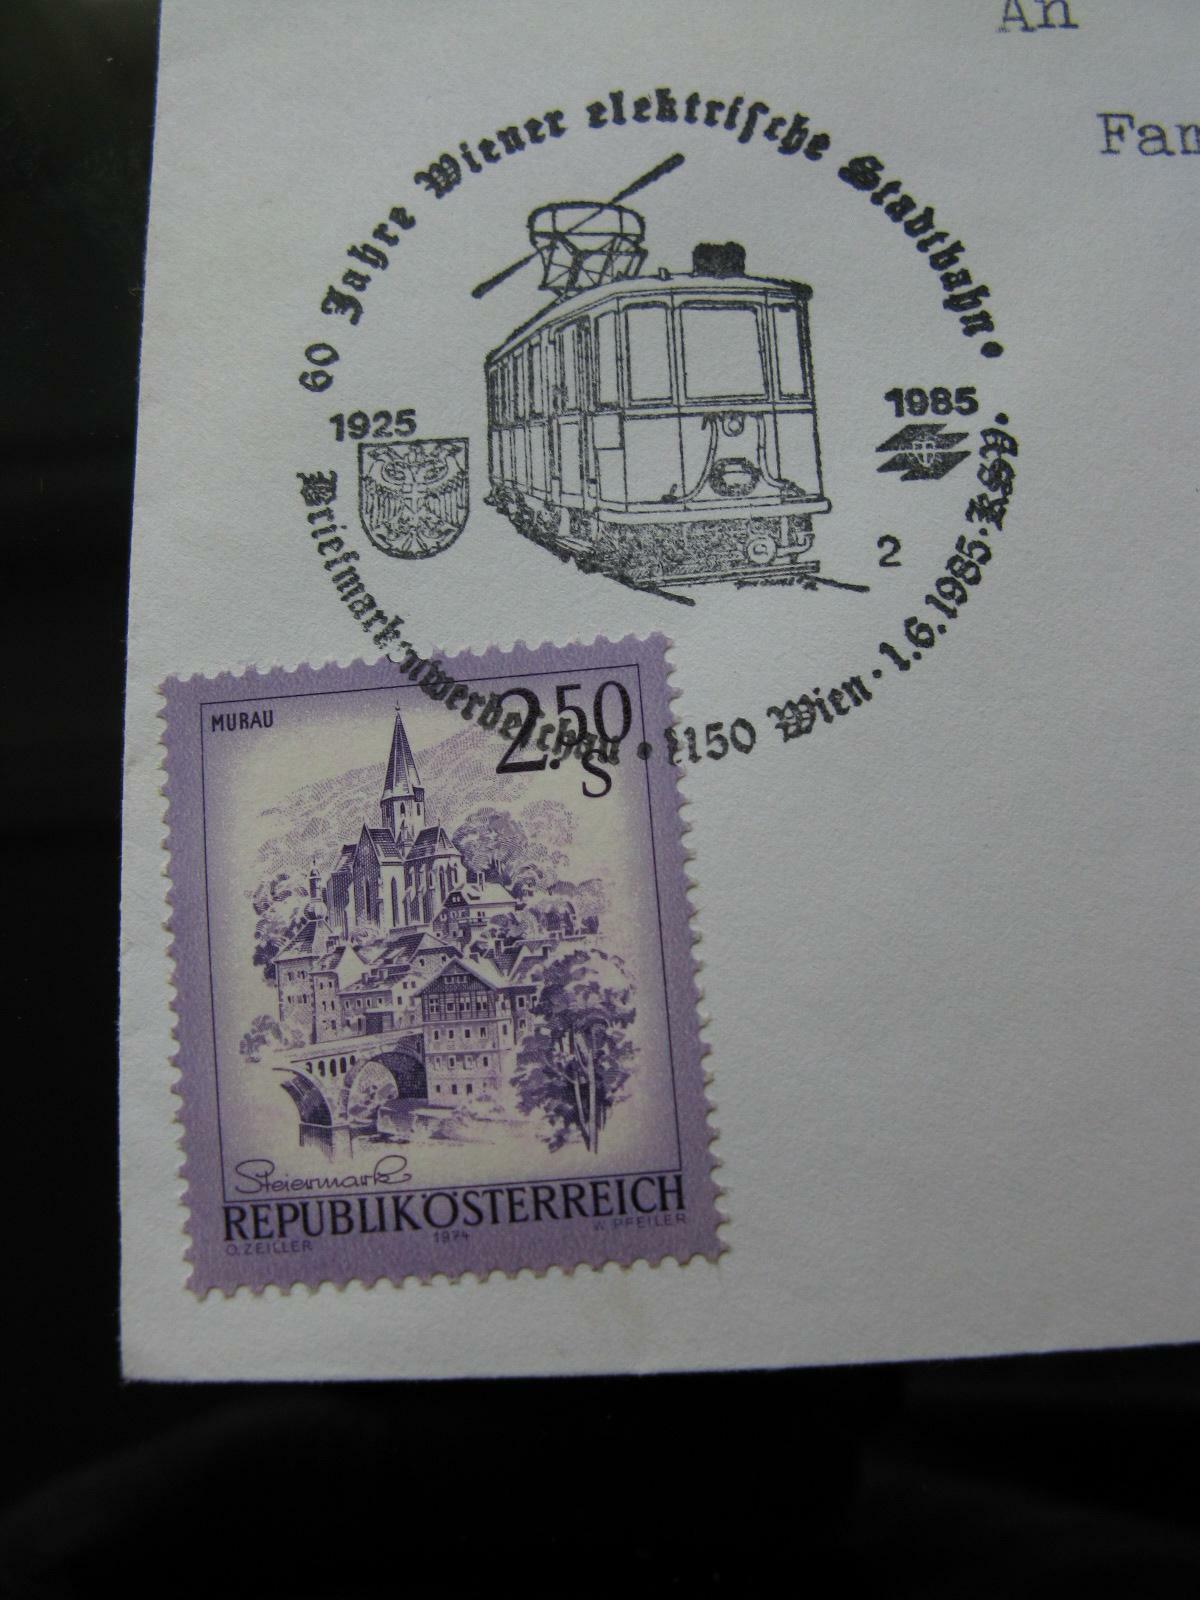 An
Fam
60 Jahre Wiener elektrische Stadtbahn ·
1925
1985
2
Briefmarkenwerbeschau · 1150 Wien · 1.6.1985 ·
MURAU
2.50
S
Steiermark
REPUBLIK ÖSTERREICH
O. ZEILLER
1974
W. PFEILER